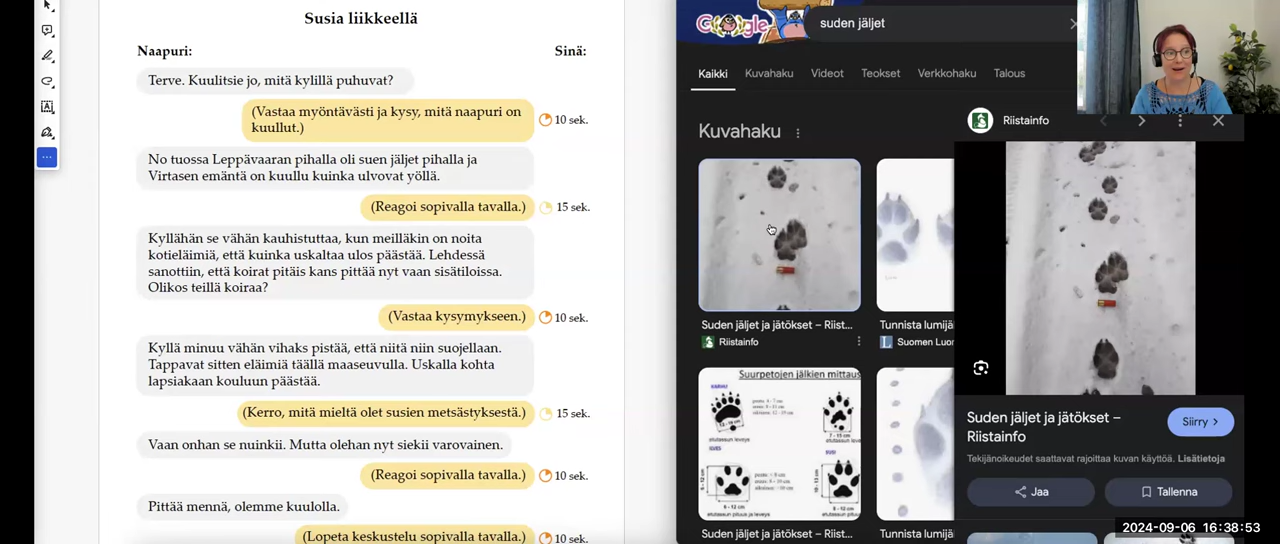 Susia liikkeellä
Naapuri:
Sinä:
Terve. Kuulitsie jo, mitä kylillä puhuvat?
(Vastaa myöntävästi ja kysy, mitä naapuri on
kuullut.)
10 sek.
No tuossa Leppävaaran pihalla oli suen jäljet pihalla ja
Virtasen emäntä on kuullu kuinka ulvovat yöllä.
(Reagoi sopivalla tavalla.)
15 sek.
Kyllähän se vähän kauhistuttaa, kun meilläkin on noita
kotieläimiä, että kuinka uskaltaa ulos päästää. Lehdessä
sanottiin, että koirat pitäis kans pittää nyt vaan sisätiloissa.
Olikos teillä koiraa?
(Vastaa kysymykseen.)
10 sek.
Kyllä minuu vähän vihaks pistää, että niitä niin suojellaan.
Tappavat sitten eläimiä täällä maaseuvulla. Uskalla kohta
lapsiakaan kouluun päästää.
(Kerro, mitä mieltä olet susien metsästyksestä.)
15 sek.
Vaan onhan se nuinkii. Mutta olehan nyt siekii varovainen.
(Reagoi sopivalla tavalla.)
10 sek.
Pittää mennä, olemme kuulolla.
(Lopeta keskustelu sopivalla tavalla.)
10 sek.
Google
suden jäljet
Kaikki
Kuvahaku
Videot
Teokset
Verkkohaku
Talous
Kuvahaku
Suden jäljet ja jätökset – Riist...
Riistainfo
Tunnista lumijä
Suomen Luor
Suurpetojen jälkien mittaus
KARHU
ILVES
SUSI
etutassun leveys
Suden jäljet ja jätökset – Riist...
Tunnista lumijä
Riistainfo
Suden jäljet ja jätökset –
Riistainfo
Siirry
Tekijänoikeudet saattavat rajoittaa kuvan käyttöä. Lisätietoja
Jaa
Tallenna
2024-09-06 16:38:53